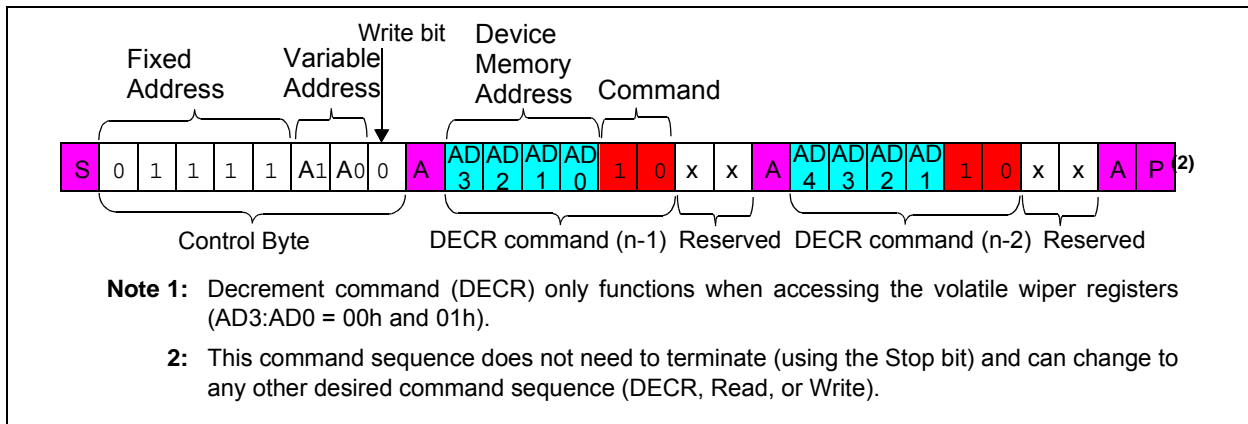 Write bit
Fixed Address
Variable Address
Device Memory Address
Command
S 0 1 1 1 1 A1 A0 0 A AD3 AD2 AD1 AD0 1 0 x x A AD4 AD3 AD2 AD1 1 0 x x A P (2)
Control Byte
DECR command (n-1)
Reserved
DECR command (n-2)
Reserved
Note 1: Decrement command (DECR) only functions when accessing the volatile wiper registers
(AD3:AD0 = 00h and 01h).
2: This command sequence does not need to terminate (using the Stop bit) and can change to
any other desired command sequence (DECR, Read, or Write).